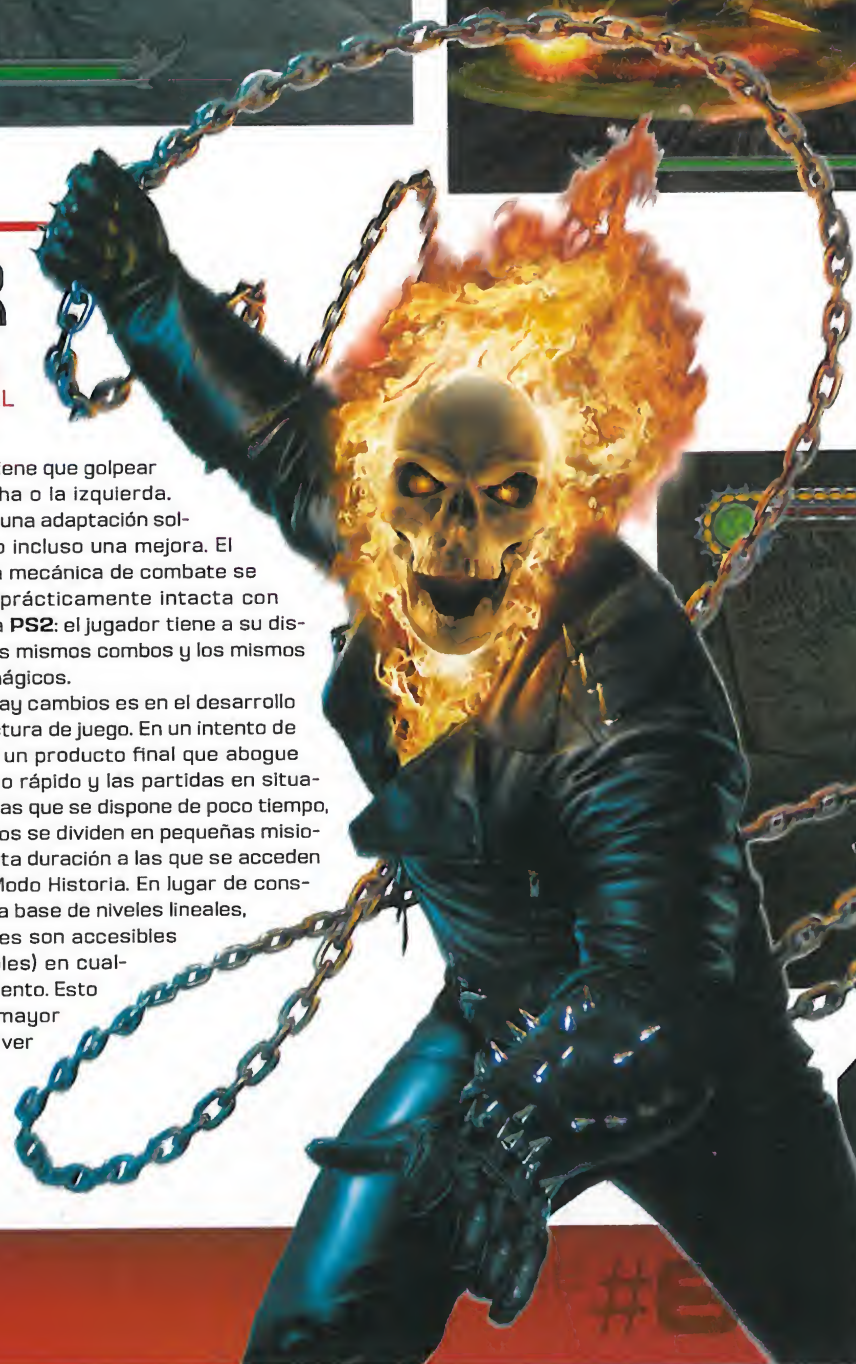 R
L
ene que golpear
ha o la izquierda.
una adaptación sol-
o incluso una mejora. El
a mecánica de combate se
prácticamente intacta con
a PS2: el jugador tiene a su dis-
s mismos combos y los mismos
ágicos.
ay cambios es en el desarrollo
ctura de juego. En un intento de
un producto final que abogue
o rápido y las partidas en situa-
as que se dispone de poco tiempo,
os se dividen en pequeñas misio-
ta duración a las que se acceden
Modo Historia. En lugar de cons-
a base de niveles lineales,
es son accesibles
les) en cual-
ento. Esto
mayor
ver